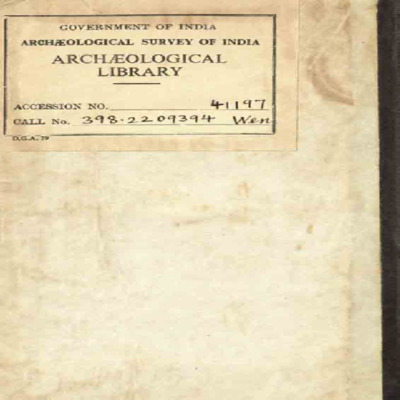 GOVERNMENT OF INDIA
ARCHÆOLOGICAL SURVEY OF INDIA
ARCHÆOLOGICAL
LIBRARY
ACCESSION NO. 41197
CALL No. 398.2209394 Wen
D.G.A. 79